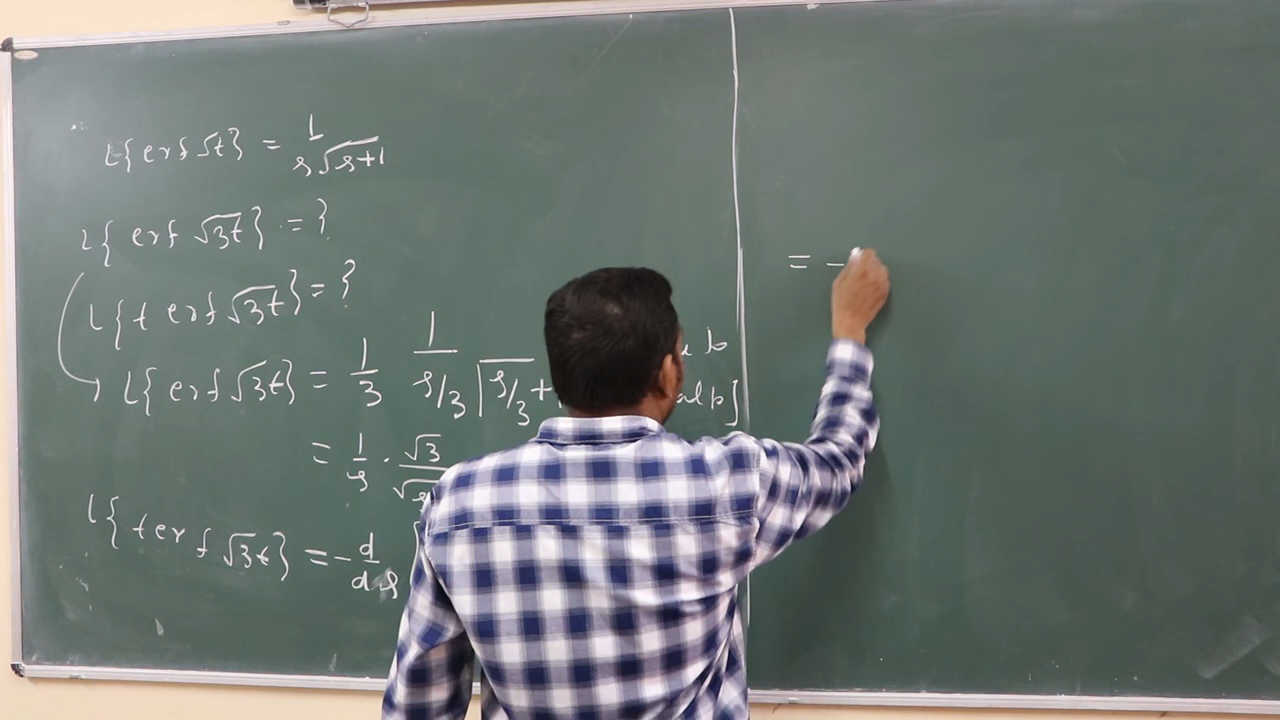 L{erf √t} = 1/(s√(s+1))
L{erf √3t} = ?
L{t erf √3t} = ?
L{erf √3t} = 1/3 1/(s/3 √(s/3 +
= 1/s · √3/√s
L{t erf √3t} = - d/ds
= -